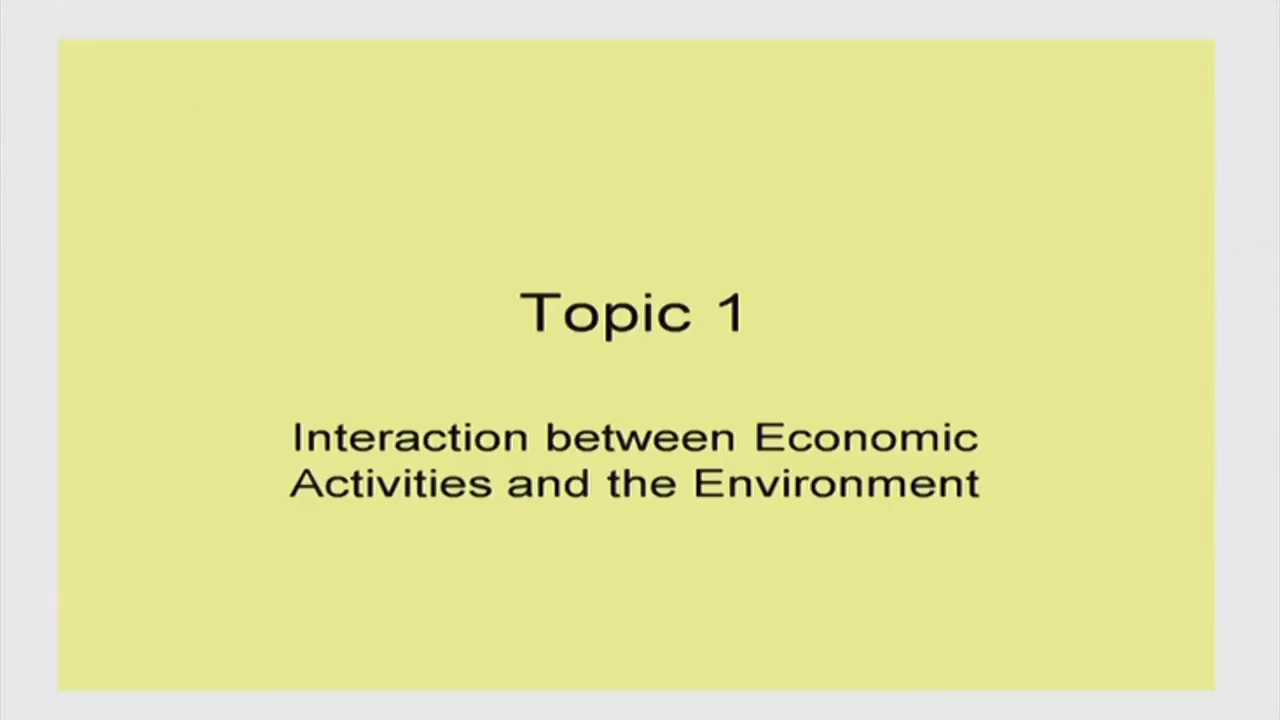 Topic 1
Interaction between Economic
Activities and the Environment